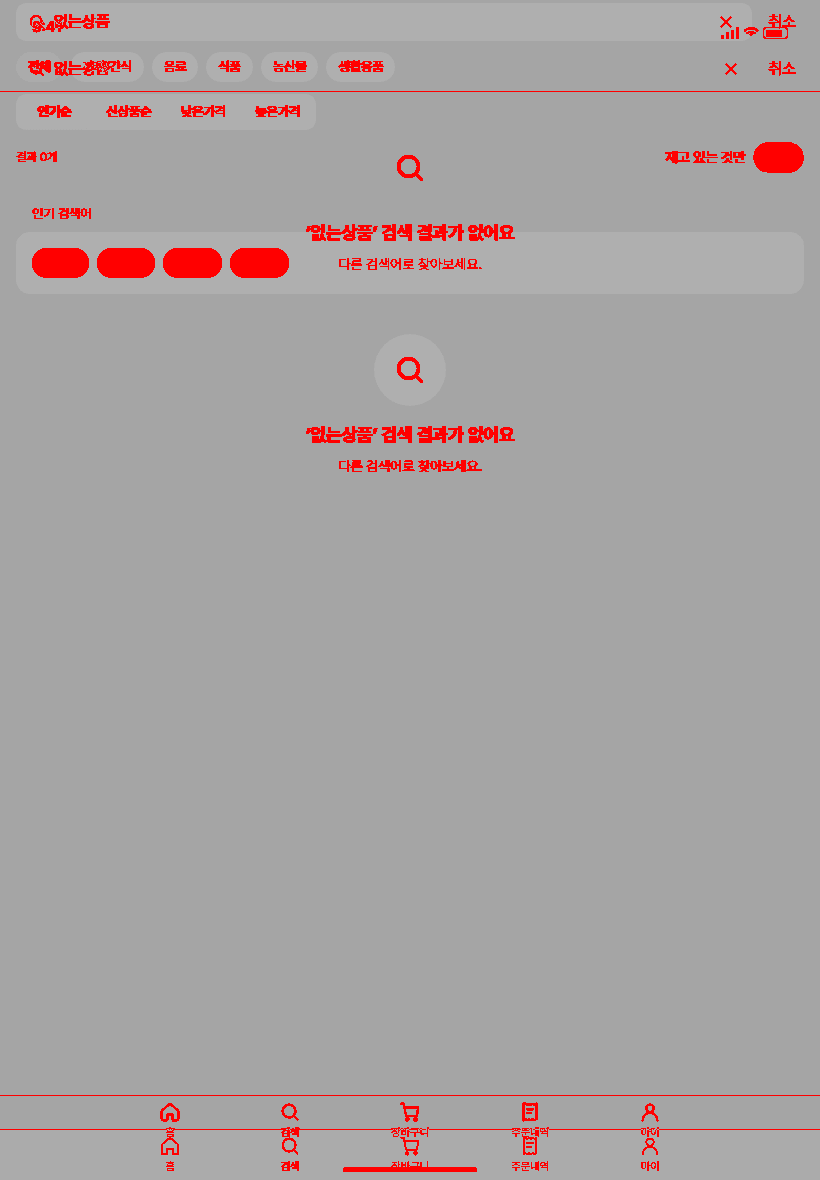 없는상품 취소
9:47
전체 간식 음료 식품 농산물 생활용품
없는상품 취소
인기순 신상품순 낮은가격 높은가격
결과 0개 재고 있는 것만
인기 검색어
'없는상품' 검색 결과가 없어요
다른 검색어로 찾아보세요.
'없는상품' 검색 결과가 없어요
다른 검색어로 찾아보세요.
홈 검색 장바구니 주문내역 마이
홈 검색 장바구니 주문내역 마이